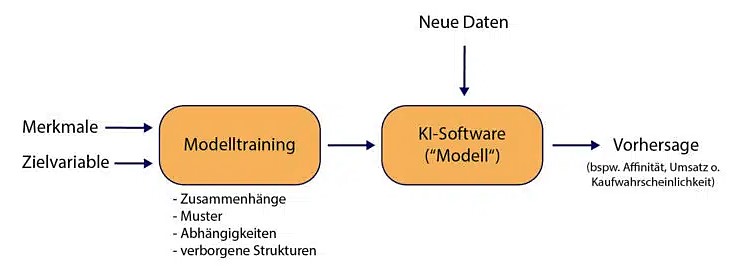 Neue Daten
Merkmale
Zielvariable
Modelltraining
- Zusammenhänge
- Muster
- Abhängigkeiten
- verborgene Strukturen
KI-Software
(“Modell“)
Vorhersage
(bspw. Affinität, Umsatz o.
Kaufwahrscheinlichkeit)